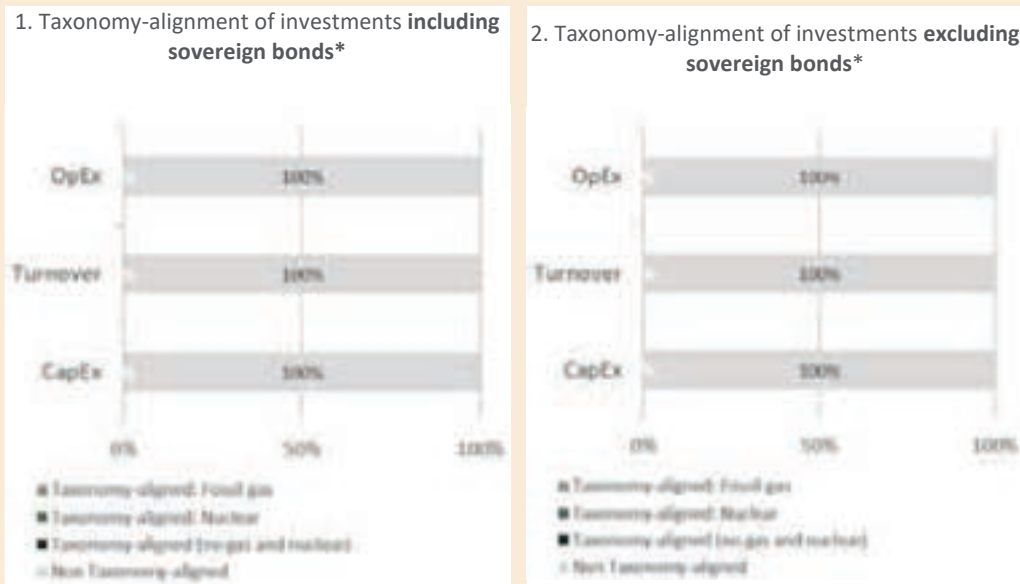 1. Taxonomy-alignment of investments including
sovereign bonds*
OpEx
100%
Turnover
100%
CapEx
100%
0%
50%
100%
Taxonomy-aligned: Fossil gas
Taxonomy-aligned: Nuclear
Taxonomy-aligned (no gas and nuclear)
Non Taxonomy-aligned
2. Taxonomy-alignment of investments excluding
sovereign bonds*
OpEx
100%
Turnover
100%
CapEx
100%
0%
50%
100%
Taxonomy-aligned: Fossil gas
Taxonomy-aligned: Nuclear
Taxonomy-aligned (no gas and nuclear)
Non Taxonomy-aligned